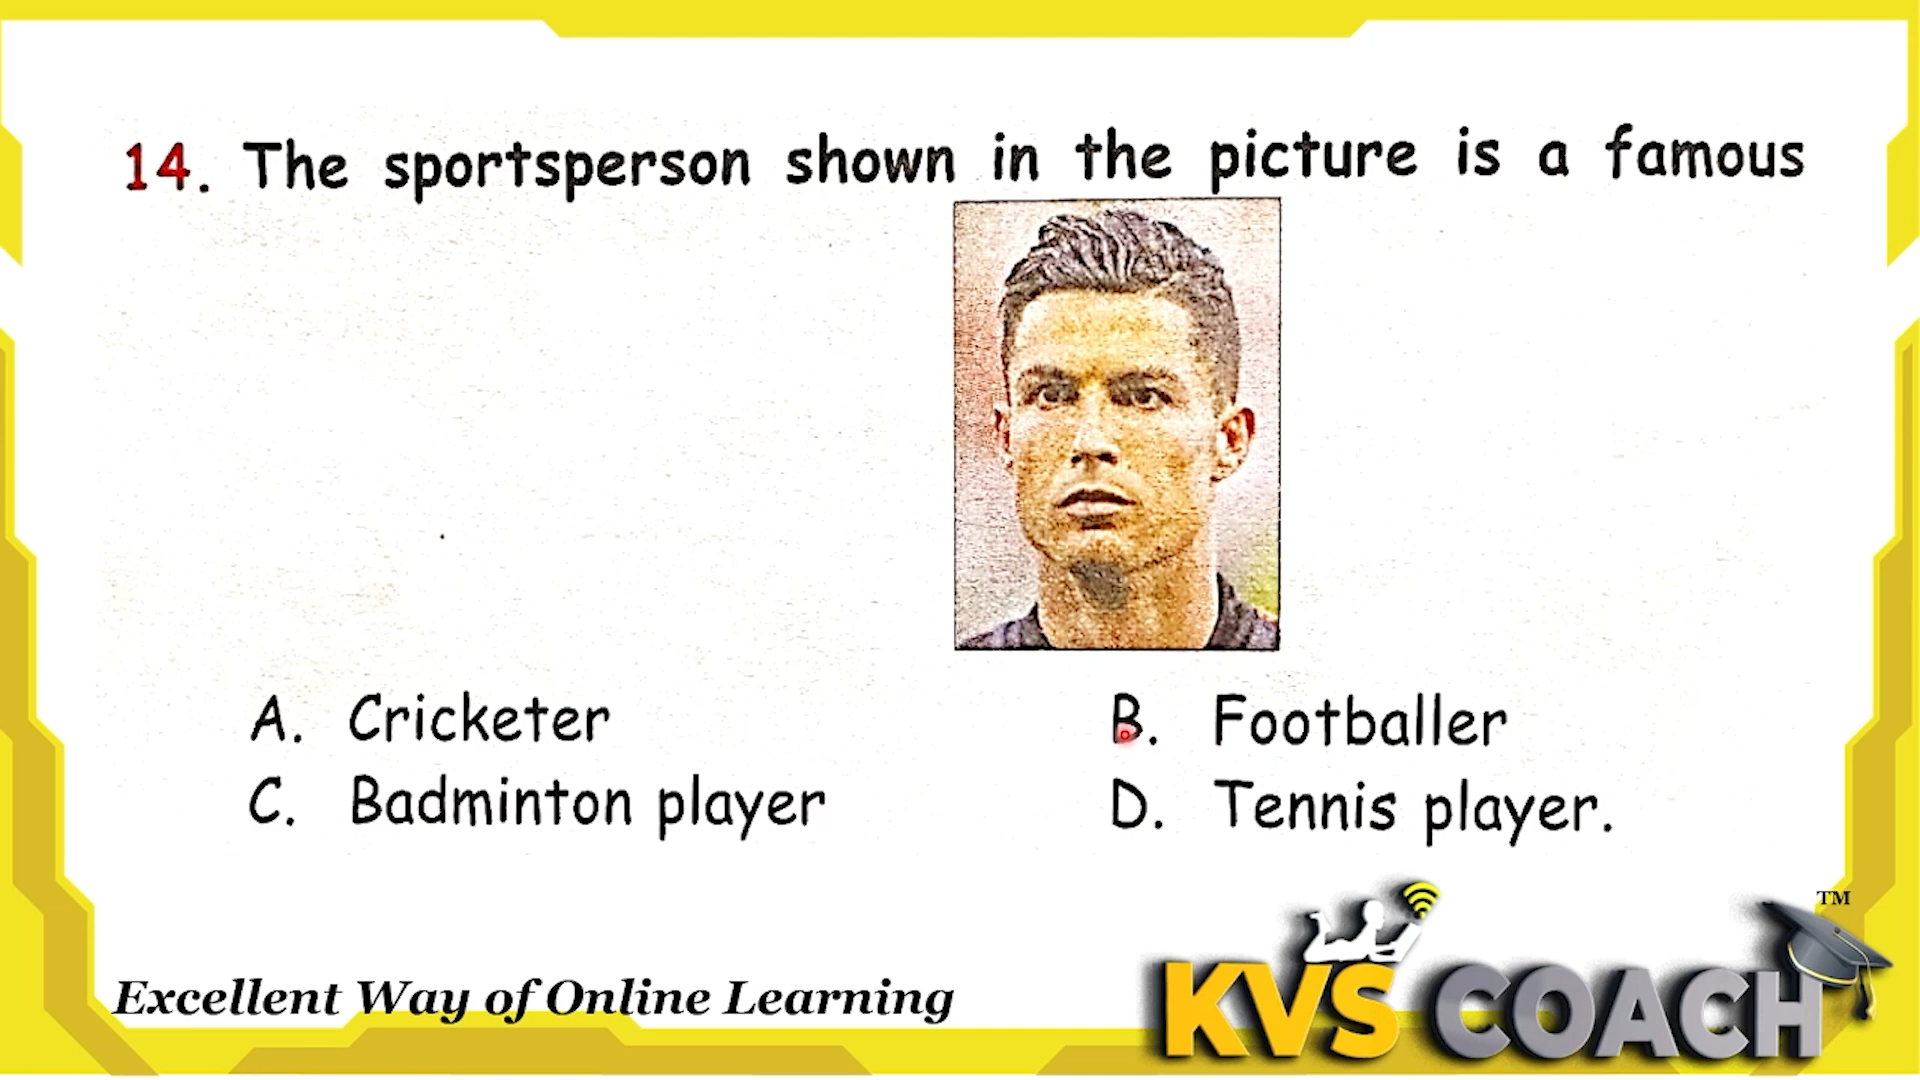 14. The sportsperson shown in the picture is a famous
A. Cricketer
B. Footballer
C. Badminton player
D. Tennis player.
Excellent Way of Online Learning
KVS COACH
TM